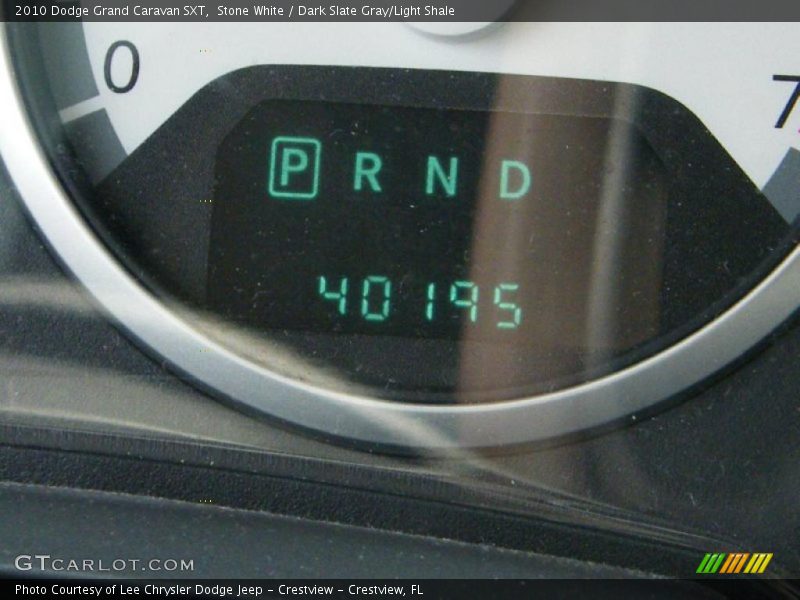 2010 Dodge Grand Caravan SXT,  Stone White / Dark Slate Gray/Light Shale
0
7
P R N D
40195
GTCARLOT.COM
Photo Courtesy of Lee Chrysler Dodge Jeep - Crestview - Crestview, FL